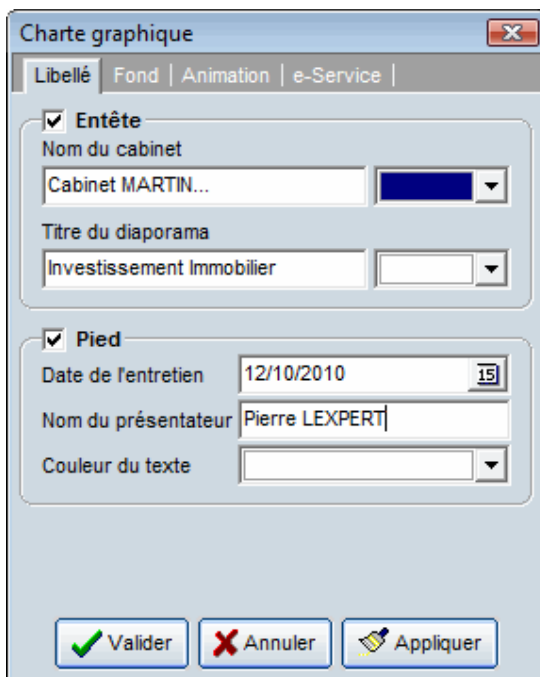 Charte graphique
Libellé | Fond | Animation | e-Service |
Entête
Nom du cabinet
Cabinet MARTIN...
Titre du diaporama
Investissement Immobilier
Pied
Date de l'entretien 12/10/2010 15
Nom du présentateur Pierre LEXPERT
Couleur du texte
Valider Annuler Appliquer